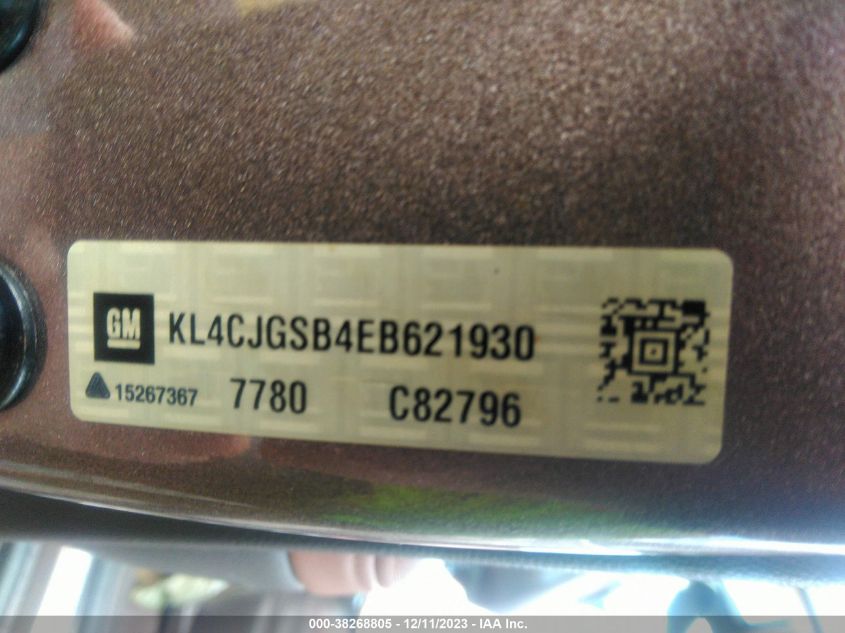 GM KL4CJGSB4EB621930
15267367 7780 C82796
000-38268805 - 12/11/2023 - IAA Inc.